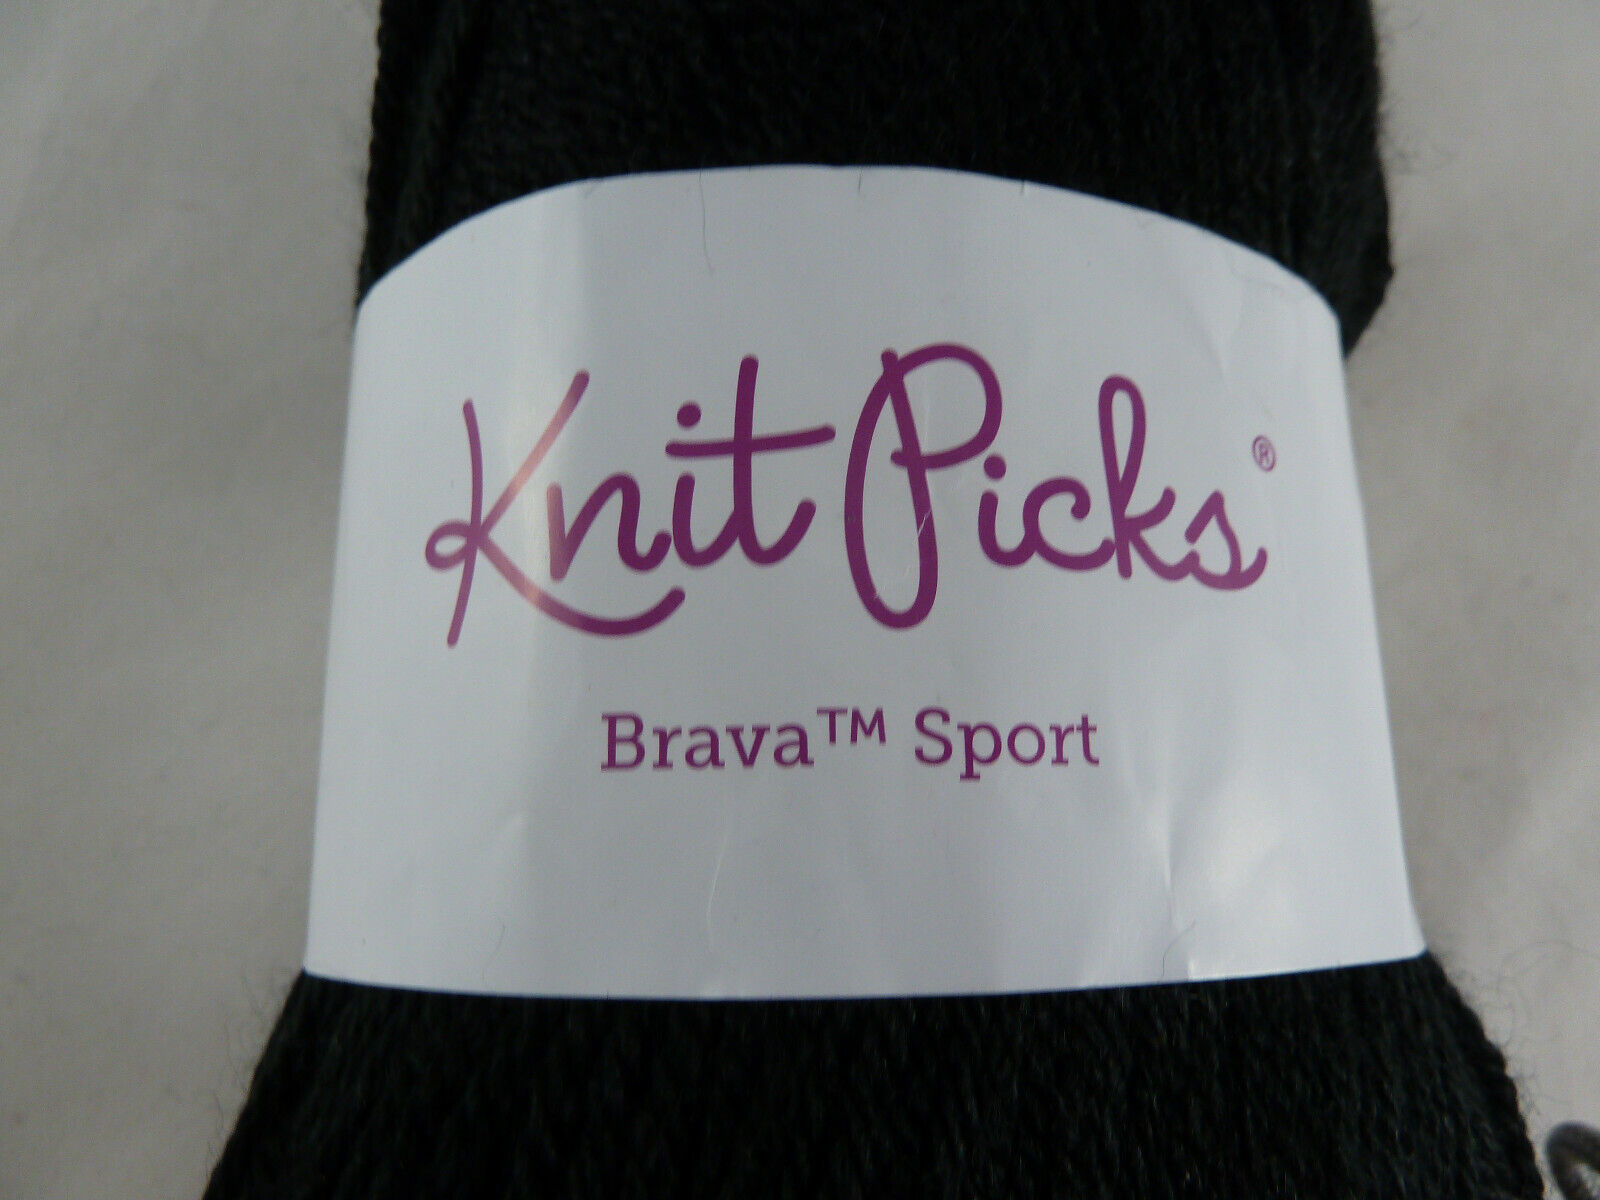 Knit Picks®
Brava™ Sport